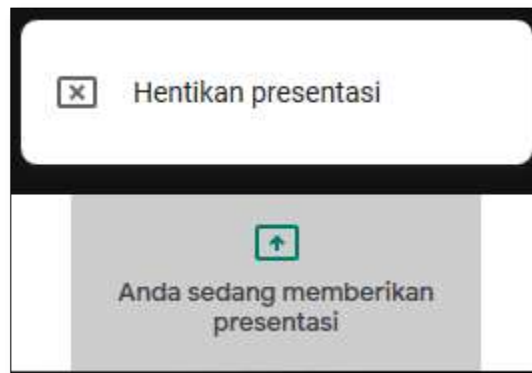 Hentikan presentasi
Anda sedang memberikan
presentasi